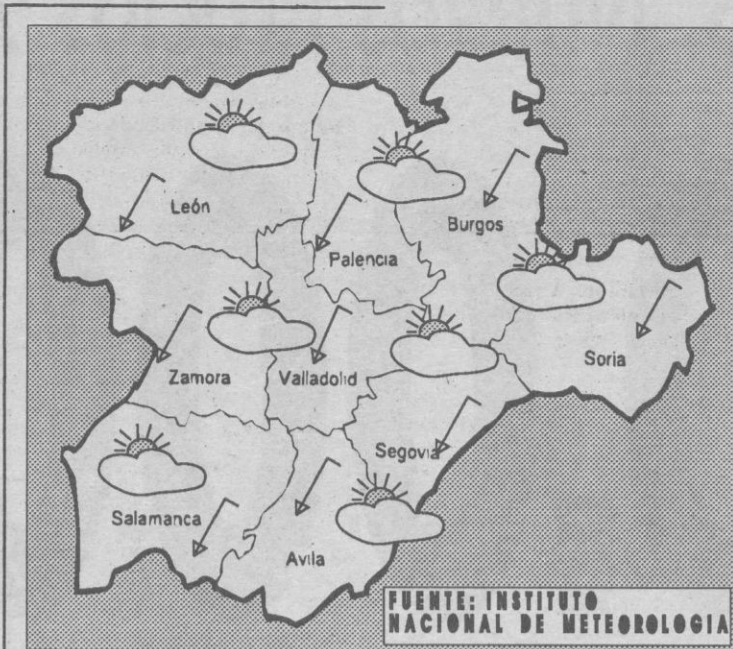 León
Burgos
Palencia
Soria
Zamora
Valladolid
Segovia
Salamanca
Avila
FUENTE: INSTITUTO
NACIONAL DE METEOROLOGIA